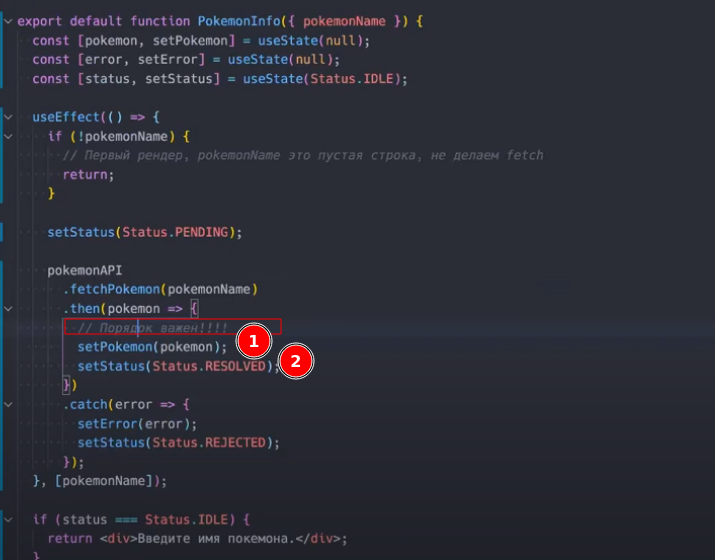 export default function PokemonInfo({ pokemonName }) {
const [pokemon, setPokemon] = useState(null);
const [error, setError] = useState(null);
const [status, setStatus] = useState(Status.IDLE);
useEffect(() => {
if (!pokemonName) {
// Первый рендер, pokemonName это пустая строка, не делаем fetch
return;
}
setStatus(Status.PENDING);
pokemonAPI
.fetchPokemon(pokemonName)
.then(pokemon => {
// Порядок важен!!!!
setPokemon(pokemon); 1
setStatus(Status.RESOLVED); 2
})
.catch(error => {
setError(error);
setStatus(Status.REJECTED);
});
}, [pokemonName]);
if (status === Status.IDLE) {
return <div>Введите имя покемона.</div>;
}